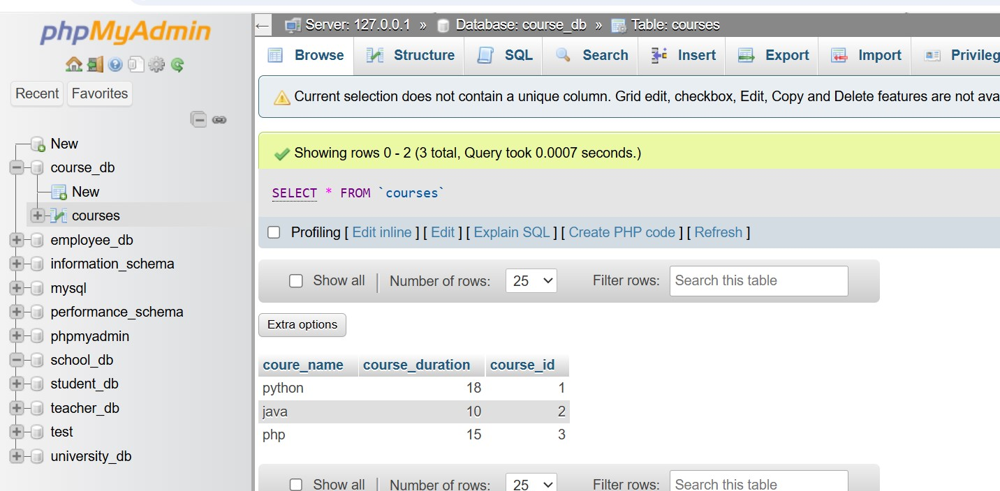 phpMyAdmin
Recent Favorites
New
course_db
New
courses
employee_db
information_schema
mysql
performance_schema
phpmyadmin
school_db
student_db
teacher_db
test
university_db
← Server: 127.0.0.1 » Database: course_db » Table: courses
Browse Structure SQL Search Insert Export Import Privileg
Current selection does not contain a unique column. Grid edit, checkbox, Edit, Copy and Delete features are not ava
Showing rows 0 - 2 (3 total, Query took 0.0007 seconds.)
SELECT * FROM `courses`
Profiling [ Edit inline ] [ Edit ] [ Explain SQL ] [ Create PHP code ] [ Refresh ]
Show all | Number of rows: 25 Filter rows: Search this table
Extra options
coure_name course_duration course_id
python 18 1
java 10 2
php 15 3
Show all | Number of rows: 25 Filter rows: Search this table